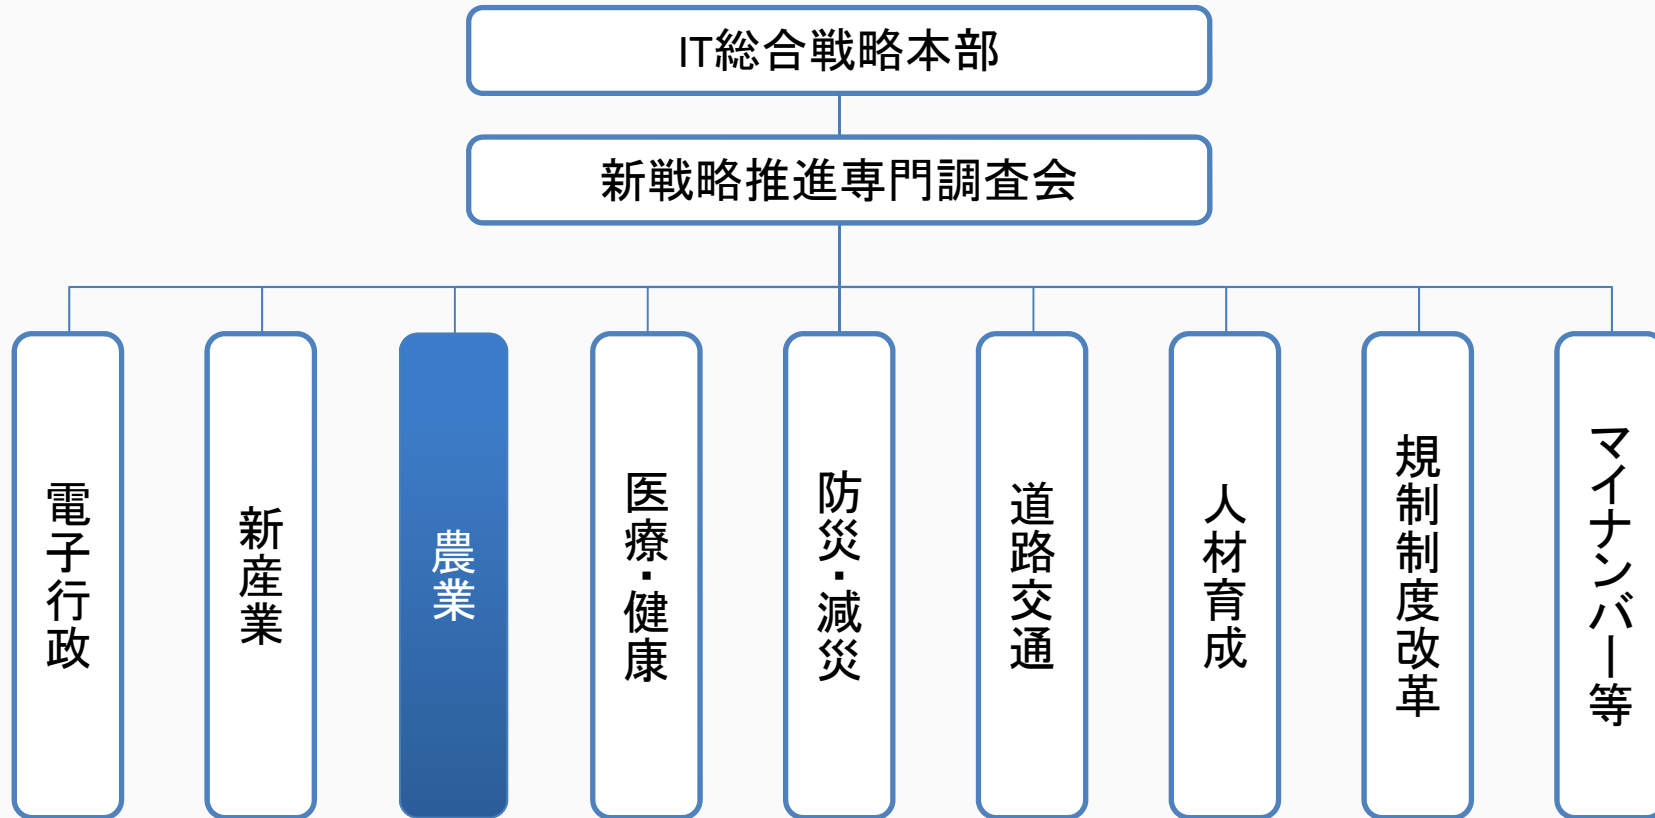 IT総合戦略本部
新戦略推進専門調査会
電子行政
新産業
農業
医療・健康
防災・減災
道路交通
人材育成
規制制度改革
マイナンバー等